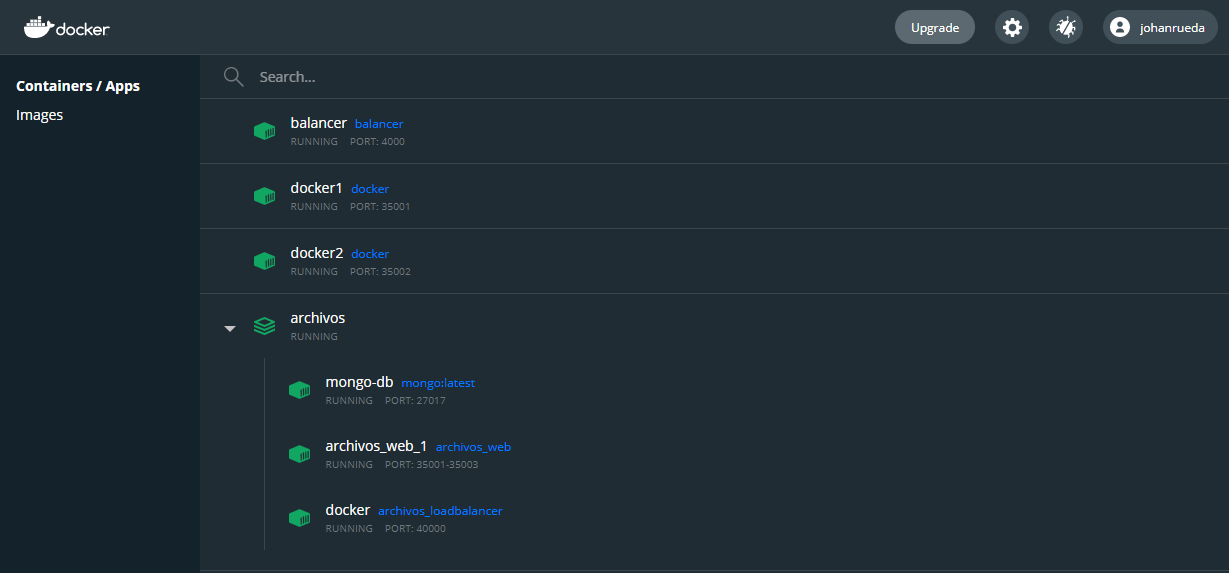 docker
Upgrade
johanrueda
Containers / Apps
Images
Search...
balancer balancer
RUNNING PORT: 4000
docker1 docker
RUNNING PORT: 35001
docker2 docker
RUNNING PORT: 35002
archivos
RUNNING
mongo-db mongo:latest
RUNNING PORT: 27017
archivos_web_1 archivos_web
RUNNING PORT: 35001-35003
docker archivos_loadbalancer
RUNNING PORT: 40000